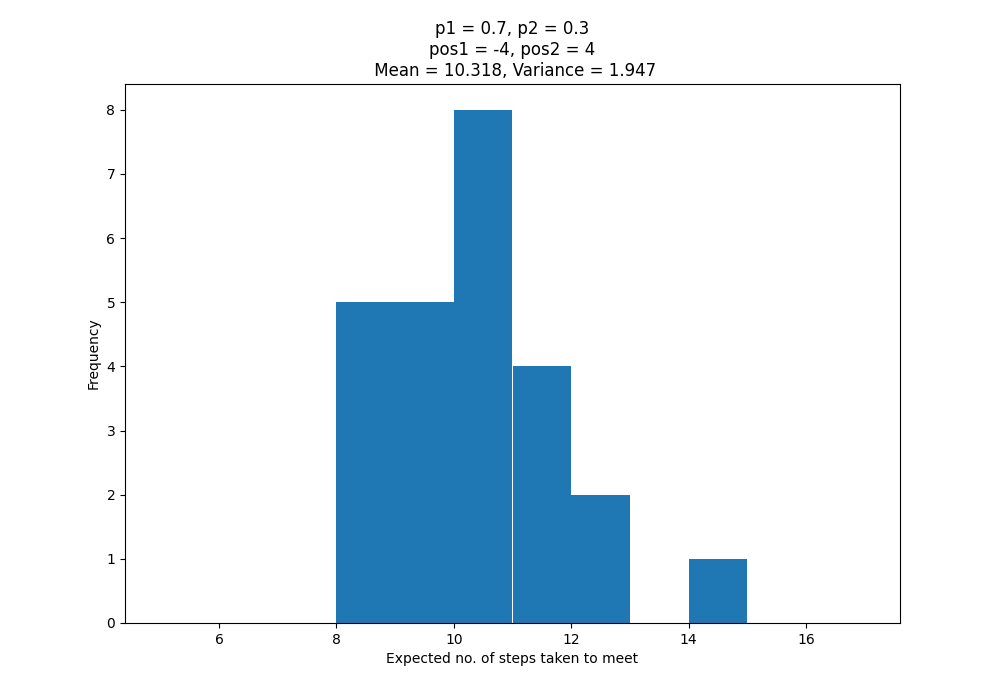 p1 = 0.7, p2 = 0.3
pos1 = -4, pos2 = 4
Mean = 10.318, Variance = 1.947
8
7
6
5
4
3
2
1
0
Frequency
6 8 10 12 14 16
Expected no. of steps taken to meet